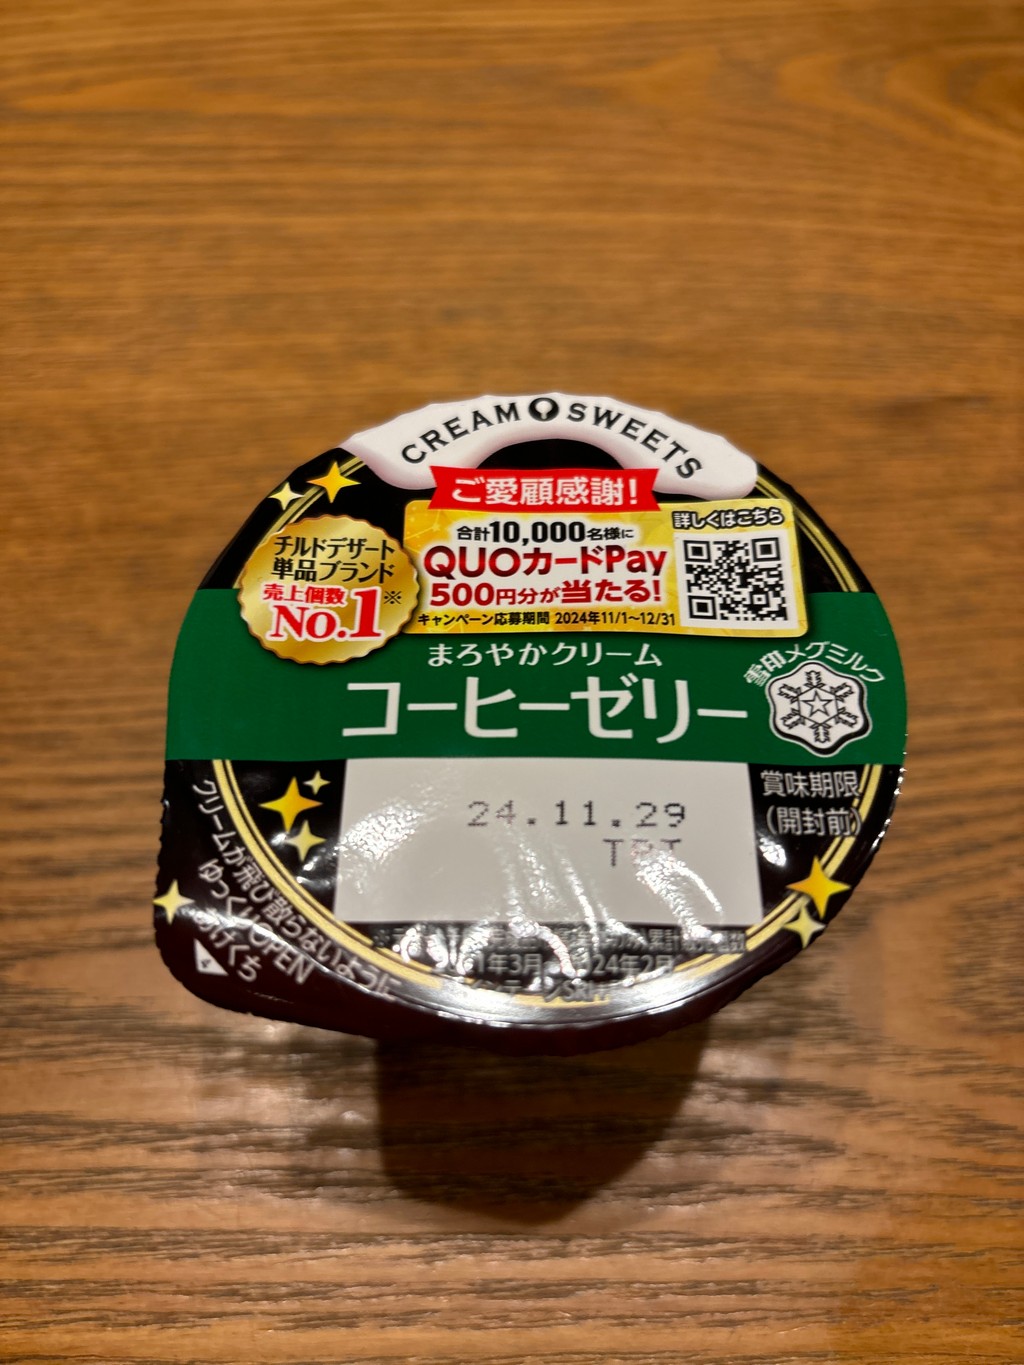 CREAM SWEETS
ご愛顧感謝!
チルドデザート
単品ブランド
売上個数
No.1※
合計10,000名様に
QUOカードPay
500円分が当たる!
キャンペーン応募期間 2024年11/1〜12/31
詳しくはこちら
まろやかクリーム
コーヒーゼリー
雪印メグミルク
24.11.29
賞味期限
(開封前)
クリームが飛び散らないように
ゆっくりOPEN
あけくち